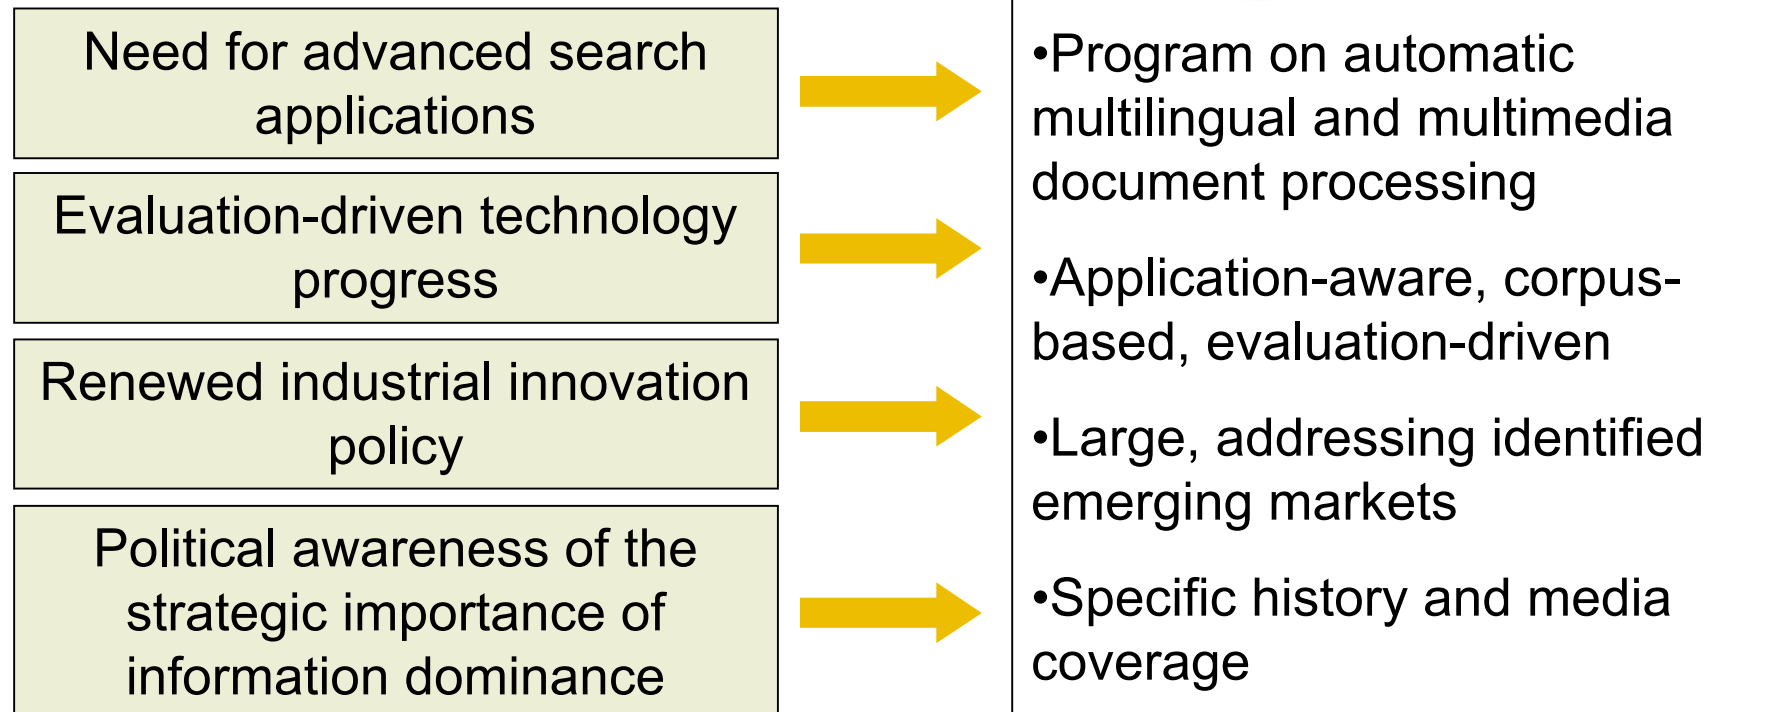 Need for advanced search
applications
Evaluation-driven technology
progress
Renewed industrial innovation
policy
Political awareness of the
strategic importance of
information dominance
•Program on automatic
multilingual and multimedia
document processing
•Application-aware, corpus-
based, evaluation-driven
•Large, addressing identified
emerging markets
•Specific history and media
coverage